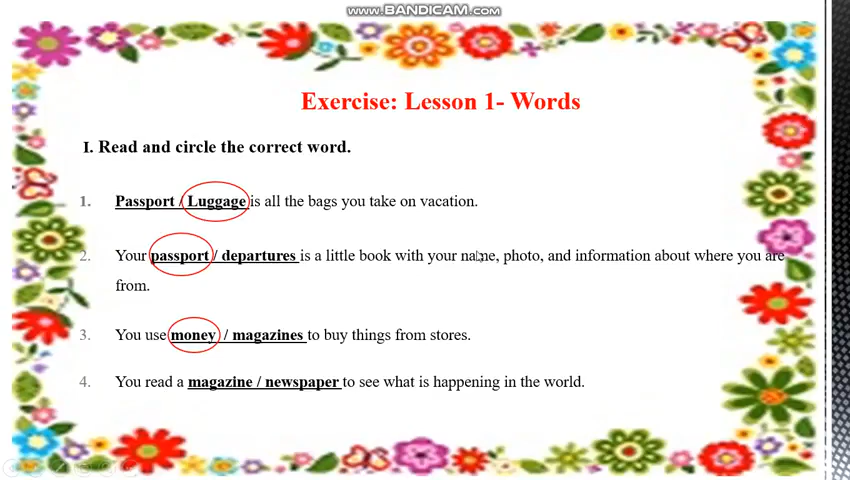 WWW.BANDICAM.COM
Exercise: Lesson 1- Words
I. Read and circle the correct word.
1. Passport / Luggage is all the bags you take on vacation.
2. Your passport / departures is a little book with your name, photo, and information about where you are
from.
3. You use money / magazines to buy things from stores.
4. You read a magazine / newspaper to see what is happening in the world.